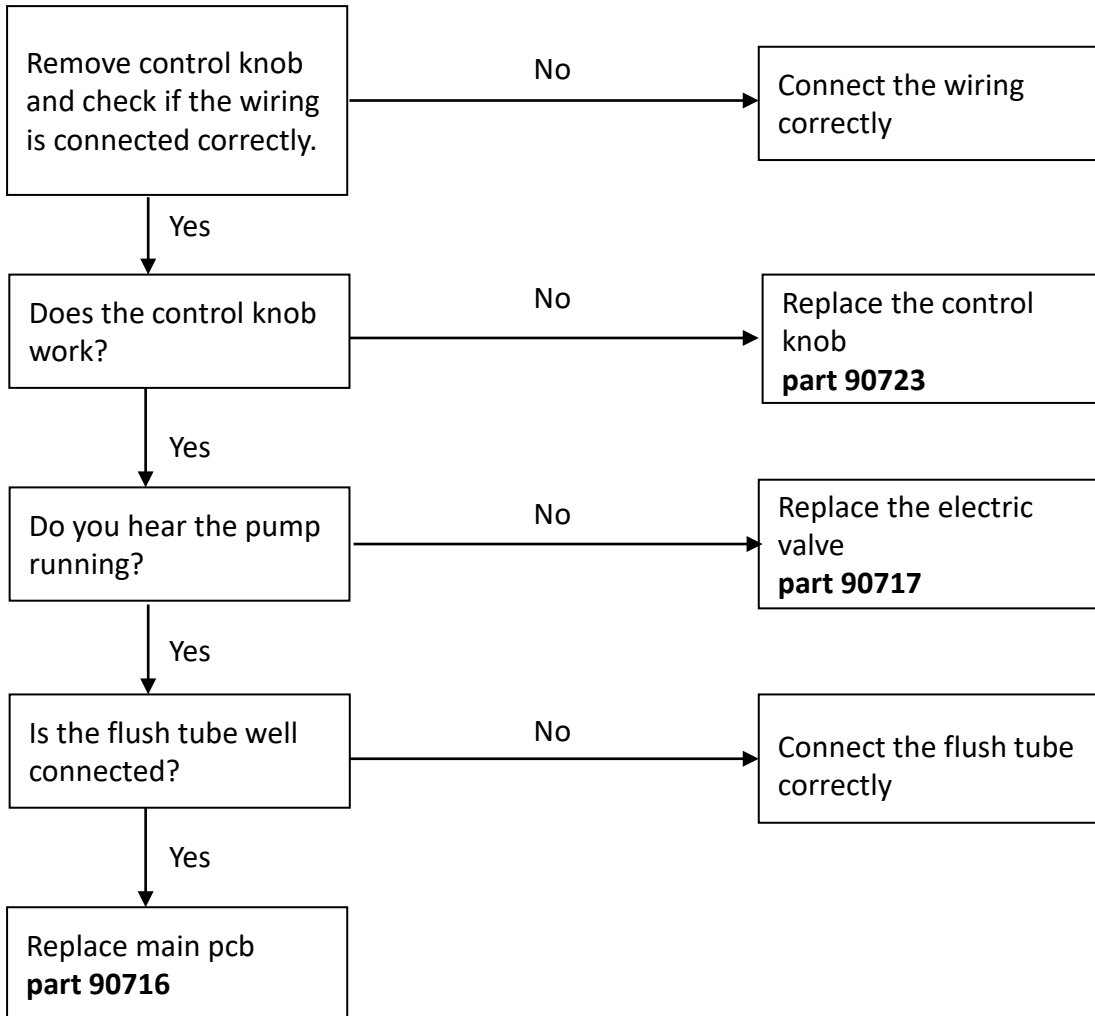 Remove control knob
and check if the wiring
is connected correctly.
No
Connect the wiring
correctly
Yes
Does the control knob
work?
No
Replace the control
knob
part 90723
Yes
Do you hear the pump
running?
No
Replace the electric
valve
part 90717
Yes
Is the flush tube well
connected?
No
Connect the flush tube
correctly
Yes
Replace main pcb
part 90716